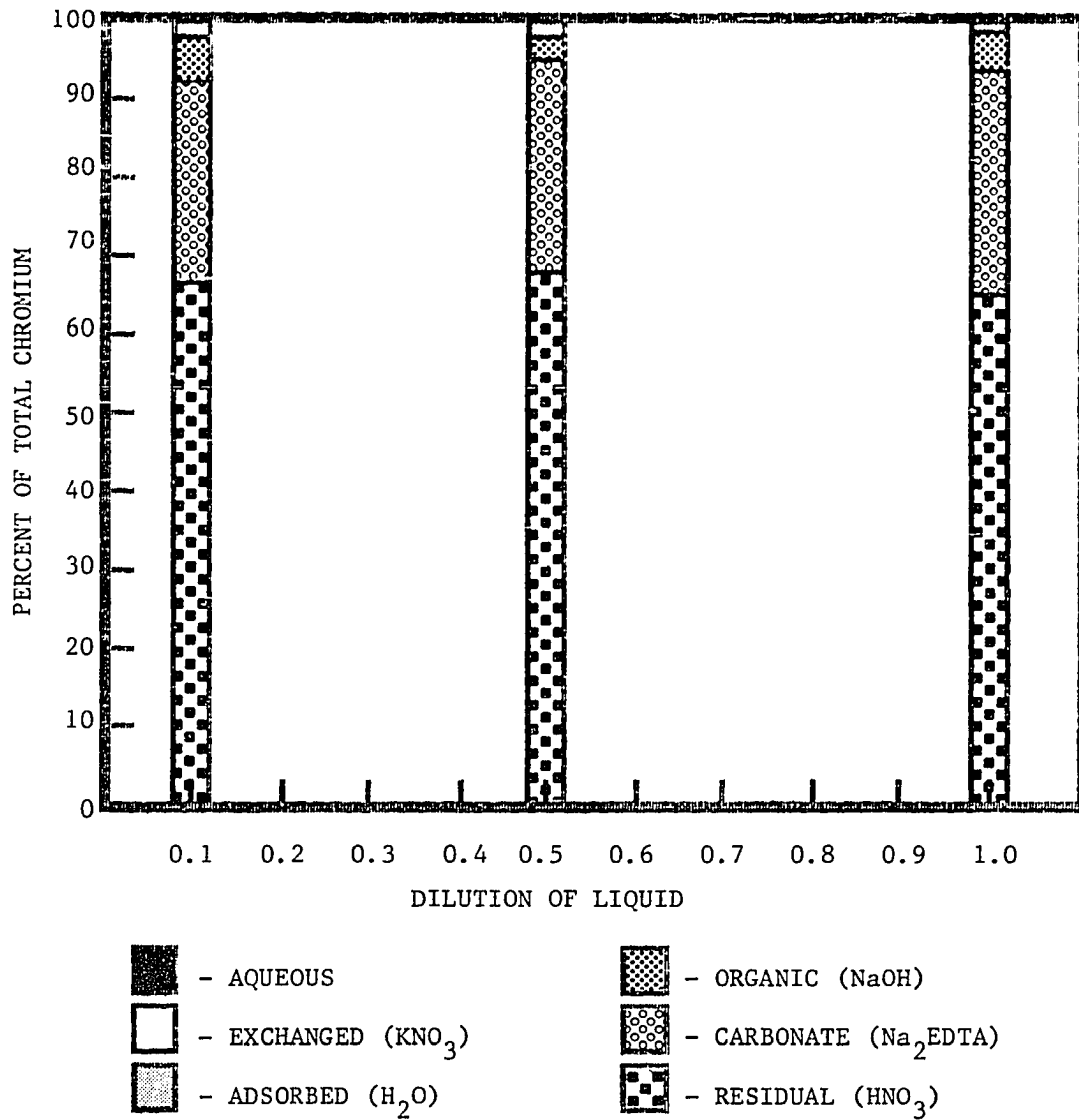 100
90
80
70
60
50
40
30
20
10
0
PERCENT OF TOTAL CHROMIUM
0.1 0.2 0.3 0.4 0.5 0.6 0.7 0.8 0.9 1.0
DILUTION OF LIQUID
- AQUEOUS
- EXCHANGED (KNO₃)
- ADSORBED (H₂O)
- ORGANIC (NaOH)
- CARBONATE (Na₂EDTA)
- RESIDUAL (HNO₃)